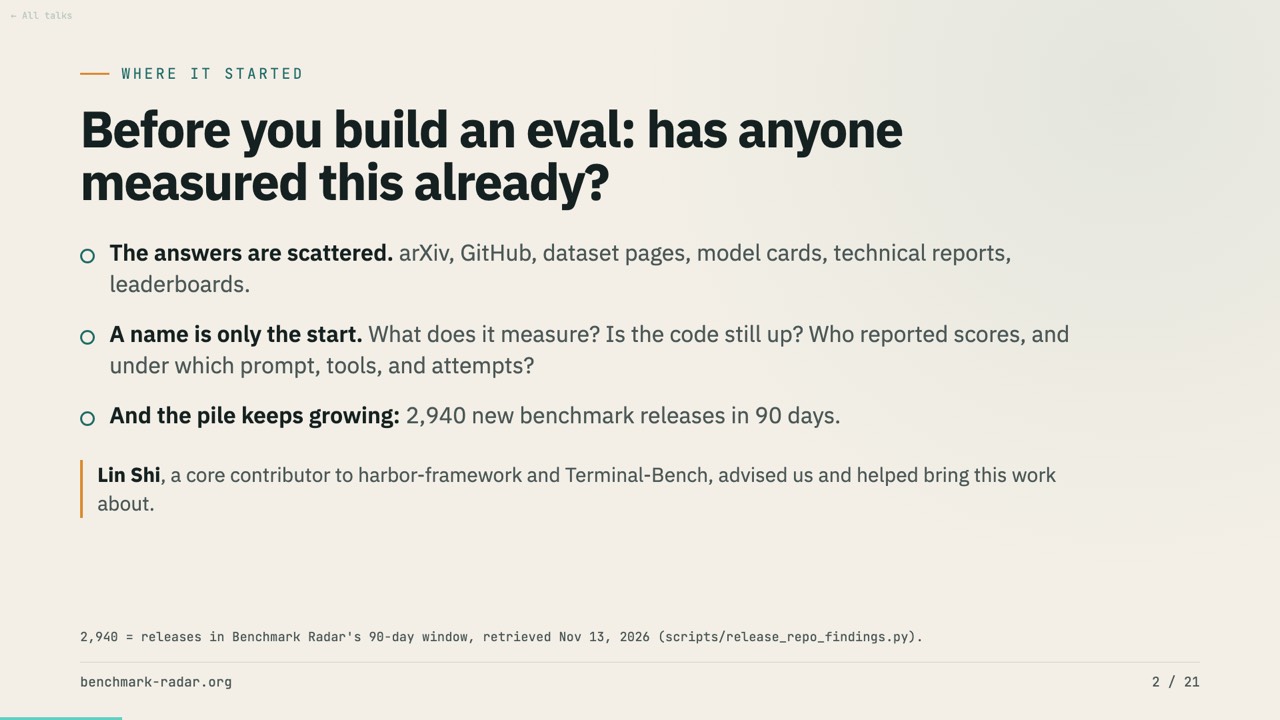 ← All talks
WHERE IT STARTED
Before you build an eval: has anyone
measured this already?
The answers are scattered. arXiv, GitHub, dataset pages, model cards, technical reports,
leaderboards.
A name is only the start. What does it measure? Is the code still up? Who reported scores, and
under which prompt, tools, and attempts?
And the pile keeps growing: 2,940 new benchmark releases in 90 days.
Lin Shi, a core contributor to harbor-framework and Terminal-Bench, advised us and helped bring this work
about.
2,940 = releases in Benchmark Radar's 90-day window, retrieved Nov 13, 2026 (scripts/release_repo_findings.py).
benchmark-radar.org
2 / 21